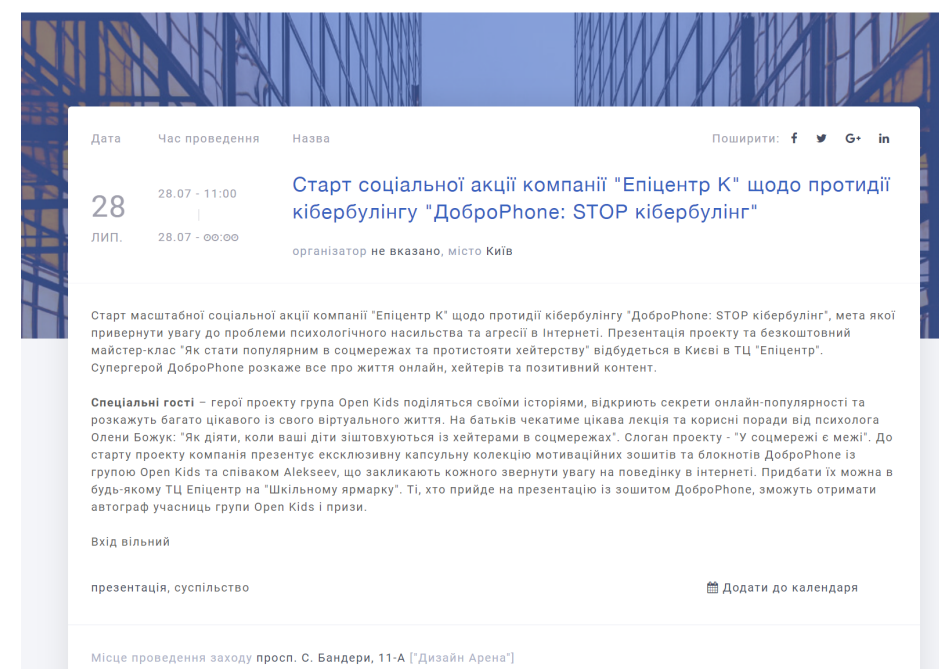 Дата Час проведення Назва Поширити:
28 28.07 - 11:00 Старт соціальної акції компанії "Епіцентр К" щодо протидії
кібербулінгу "ДоброPhone: STOP кібербулінг"
ЛИП. 28.07 - 00:00
організатор не вказано, місто Київ
Старт масштабної соціальної акції компанії "Епіцентр К" щодо протидії кібербулінгу "ДоброPhone: STOP кібербулінг", мета якої
привернути увагу до проблеми психологічного насильства та агресії в Інтернеті. Презентація проекту та безкоштовний
майстер-клас "Як стати популярним в соцмережах та протистояти хейтерству" відбудеться в Києві в ТЦ "Епіцентр".
Супергерой ДоброPhone розкаже все про життя онлайн, хейтерів та позитивний контент.
Спеціальні гості – герої проекту група Open Kids поділяться своїми історіями, відкриють секрети онлайн-популярності та
розкажуть багато цікавого із свого віртуального життя. На батьків чекатиме цікава лекція та корисні поради від психолога
Олени Божук: "Як діяти, коли ваші діти зіштовхуються із хейтерами в соцмережах". Слоган проекту - "У соцмережі є межі". До
старту проекту компанія презентує ексклюзивну капсульну колекцію мотиваційних зошитів та блокнотів ДоброPhone із
групою Open Kids та співаком Alekseev, що закликають кожного звернути увагу на поведінку в інтернеті. Придбати їх можна в
будь-якому ТЦ Епіцентр на "Шкільному ярмарку". Ті, хто прийде на презентацію із зошитом ДоброPhone, зможуть отримати
автограф учасниць групи Open Kids і призи.
Вхід вільний
презентація, суспільство Додати до календаря
Місце проведення заходу просп. С. Бандери, 11-А ["Дизайн Арена"]